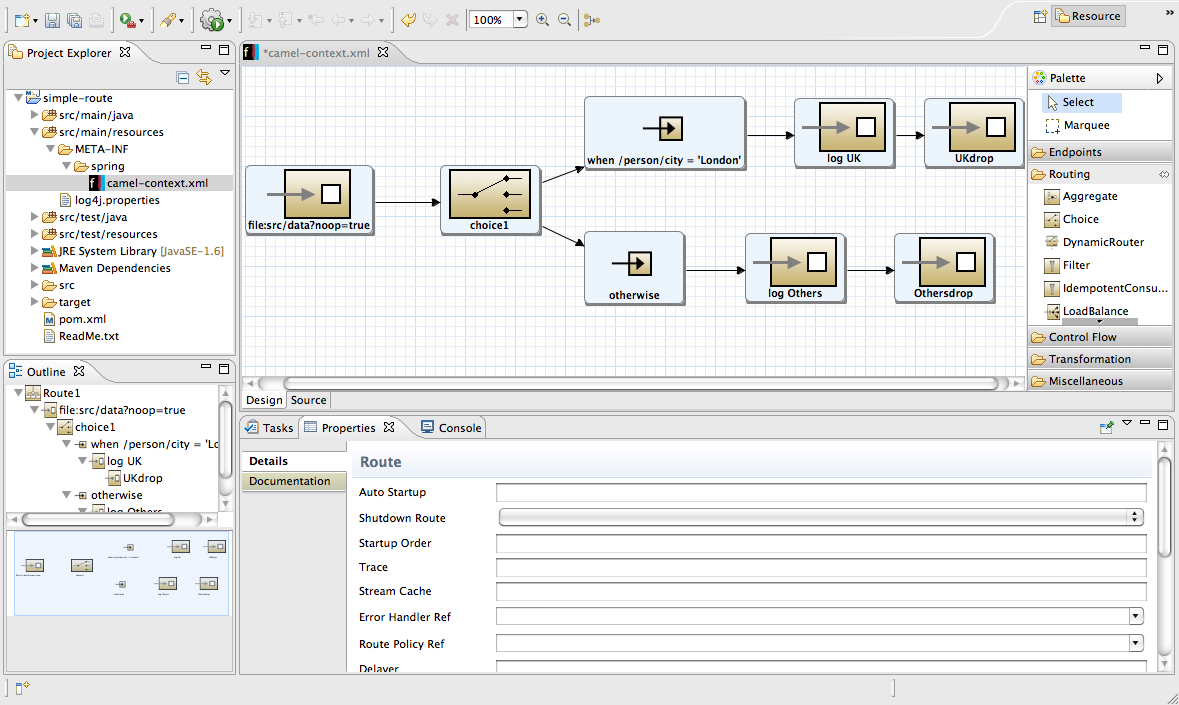 100%
Resource
»
Project Explorer
simple-route
src/main/java
src/main/resources
META-INF
spring
camel-context.xml
log4j.properties
src/test/java
src/test/resources
JRE System Library [JavaSE-1.6]
Maven Dependencies
src
target
pom.xml
ReadMe.txt
Outline
Route1
file:src/data?noop=true
choice1
when /person/city = 'Lo
log UK
UKdrop
otherwise
log Others
*camel-context.xml
file:src/data?noop=true
choice1
when /person/city = 'London'
log UK
UKdrop
otherwise
log Others
Othersdrop
Design
Source
Palette
Select
Marquee
Endpoints
Routing
Aggregate
Choice
DynamicRouter
Filter
IdempotentConsu...
LoadBalance
Control Flow
Transformation
Miscellaneous
Tasks
Properties
Console
Details
Documentation
Route
Auto Startup
Shutdown Route
Startup Order
Trace
Stream Cache
Error Handler Ref
Route Policy Ref
Delayer